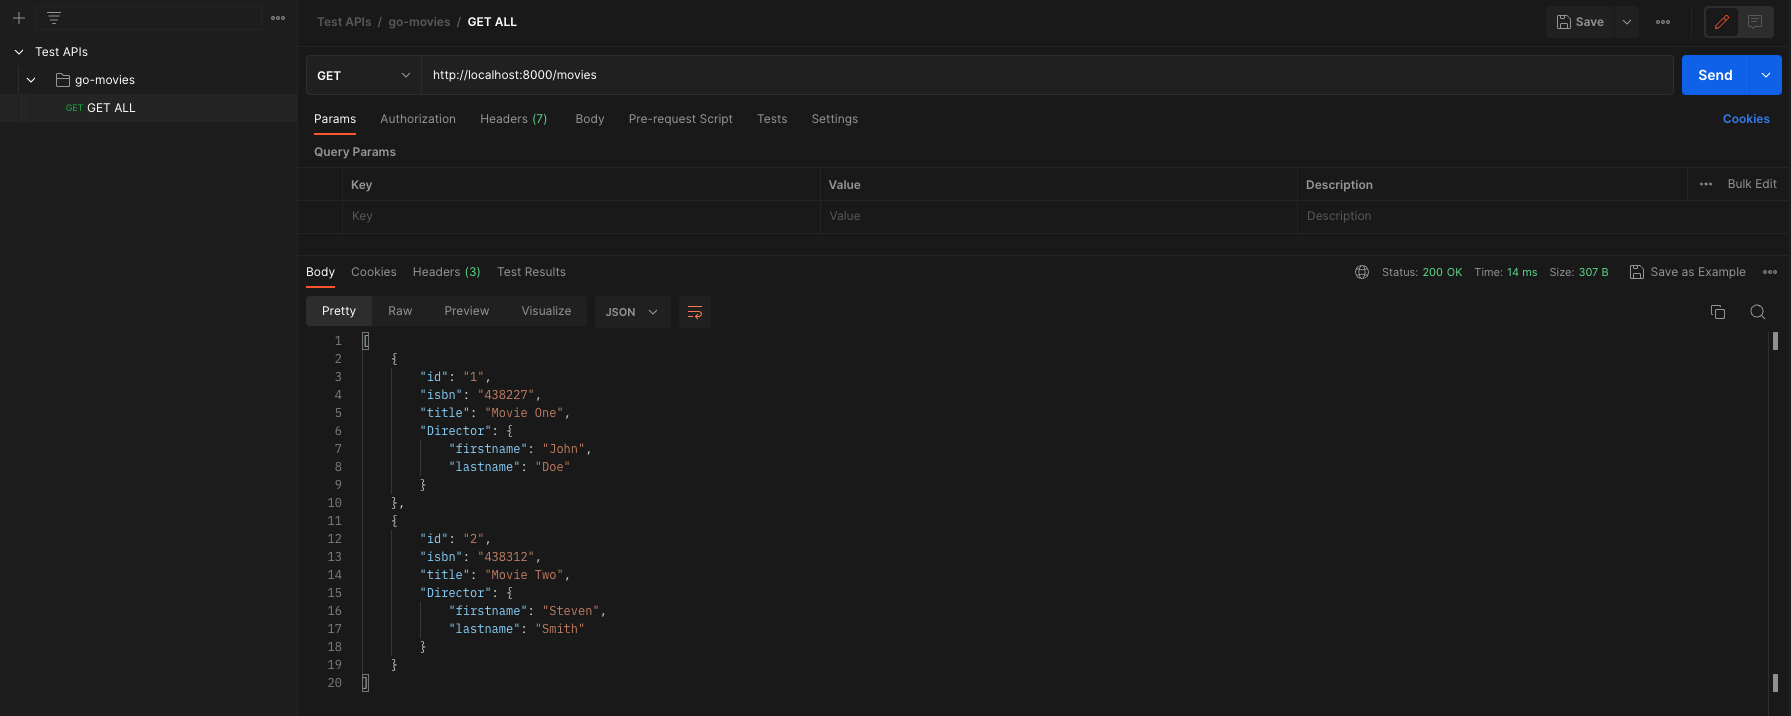 Test APIs / go-movies / GET ALL
Save
Test APIs
go-movies
GET GET ALL
GET
http://localhost:8000/movies
Send
Params Authorization Headers (7) Body Pre-request Script Tests Settings Cookies
Query Params
Key Value Description Bulk Edit
Key Value Description
Body Cookies Headers (3) Test Results Status: 200 OK Time: 14 ms Size: 307 B Save as Example
Pretty Raw Preview Visualize JSON
1 [
2 {
3 "id": "1",
4 "isbn": "438227",
5 "title": "Movie One",
6 "Director": {
7 "firstname": "John",
8 "lastname": "Doe"
9 }
10 },
11 {
12 "id": "2",
13 "isbn": "438312",
14 "title": "Movie Two",
15 "Director": {
16 "firstname": "Steven",
17 "lastname": "Smith"
18 }
19 }
20 ]